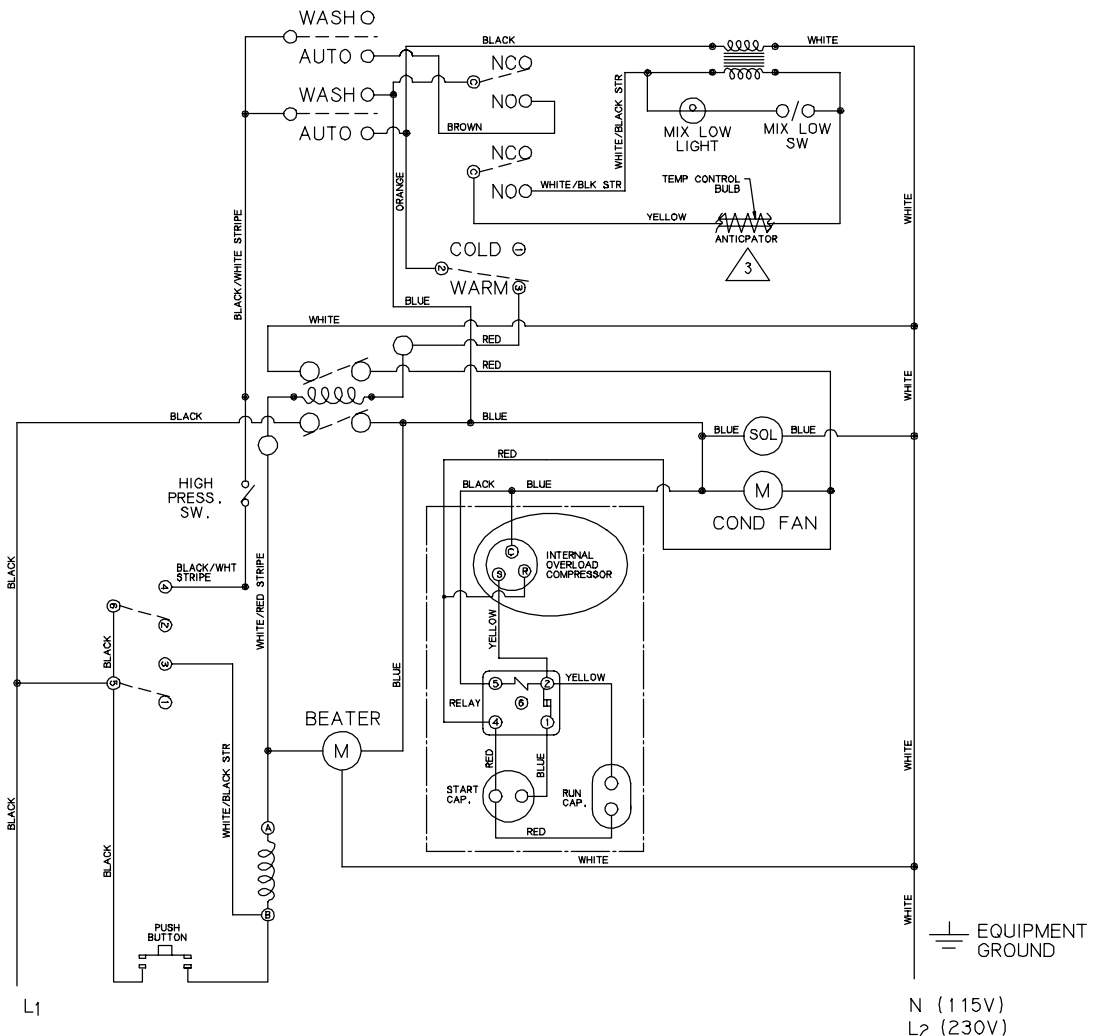 WASH
AUTO
WASH
AUTO
BLACK
WHITE
C
NC
NO
BROWN
C
NC
NO
WHITE/BLK STR
WHITE/BLACK STR
MIX LOW
LIGHT
MIX LOW
SW
TEMP CONTROL
BULB
YELLOW
ANTICPATOR
3
WHITE
ORANGE
BLACK/WHITE STRIPE
COLD 1
2
WARM 3
BLUE
WHITE
RED
RED
WHITE
BLACK
BLUE
BLUE
SOL
BLUE
RED
BLACK
BLUE
M
COND FAN
HIGH
PRESS.
SW.
BLACK
BLACK/WHT
STRIPE
4
6
2
BLACK
3
5
1
WHITE/RED STRIPE
C
S
R
INTERNAL
OVERLOAD
COMPRESSOR
YELLOW
BLUE
5
2
YELLOW
RELAY
6
4
1
BEATER
M
RED
BLUE
START
CAP.
RUN
CAP.
RED
WHITE
WHITE
WHITE/BLACK STR
BLACK
BLACK
A
B
PUSH
BUTTON
WHITE
EQUIPMENT
GROUND
L1
N (115V)
L2 (230V)